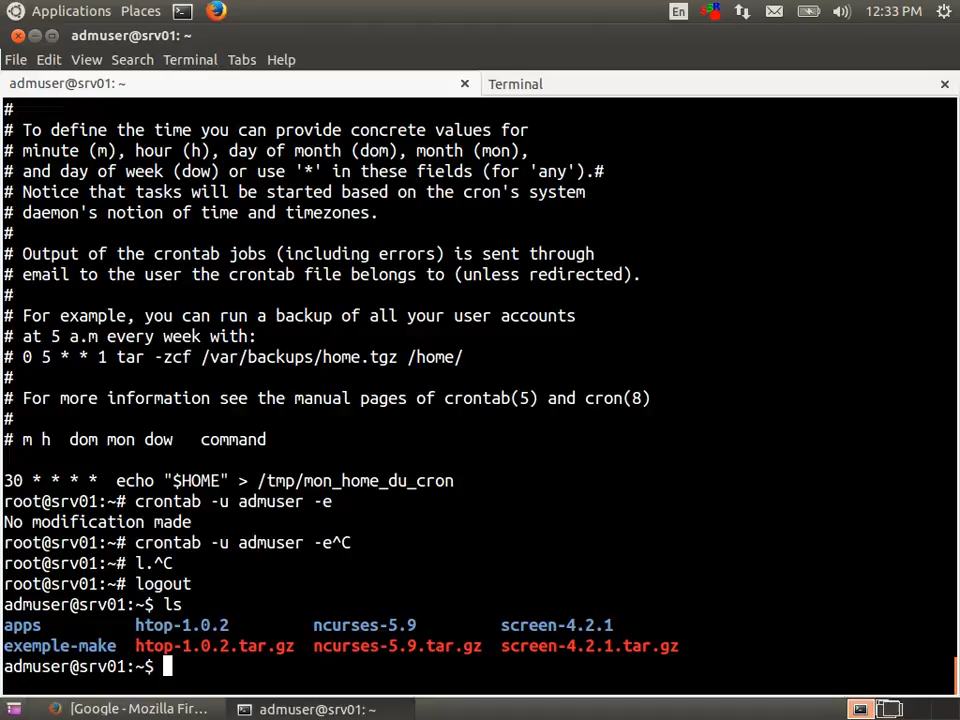 Applications Places En 12:33 PM
admuser@srv01: ~
File Edit View Search Terminal Tabs Help
admuser@srv01: ~ × Terminal ×
#
# To define the time you can provide concrete values for
# minute (m), hour (h), day of month (dom), month (mon),
# and day of week (dow) or use '*' in these fields (for 'any').#
# Notice that tasks will be started based on the cron's system
# daemon's notion of time and timezones.
#
# Output of the crontab jobs (including errors) is sent through
# email to the user the crontab file belongs to (unless redirected).
#
# For example, you can run a backup of all your user accounts
# at 5 a.m every week with:
# 0 5 * * 1 tar -zcf /var/backups/home.tgz /home/
#
# For more information see the manual pages of crontab(5) and cron(8)
#
# m h  dom mon dow   command
30 * * * *  echo "$HOME" > /tmp/mon_home_du_cron
root@srv01:~# crontab -u admuser -e
No modification made
root@srv01:~# crontab -u admuser -e^C
root@srv01:~# l.^C
root@srv01:~# logout
admuser@srv01:~$ ls
apps htop-1.0.2 ncurses-5.9 screen-4.2.1
exemple-make htop-1.0.2.tar.gz ncurses-5.9.tar.gz screen-4.2.1.tar.gz
admuser@srv01:~$
[Google - Mozilla Fir... admuser@srv01: ~